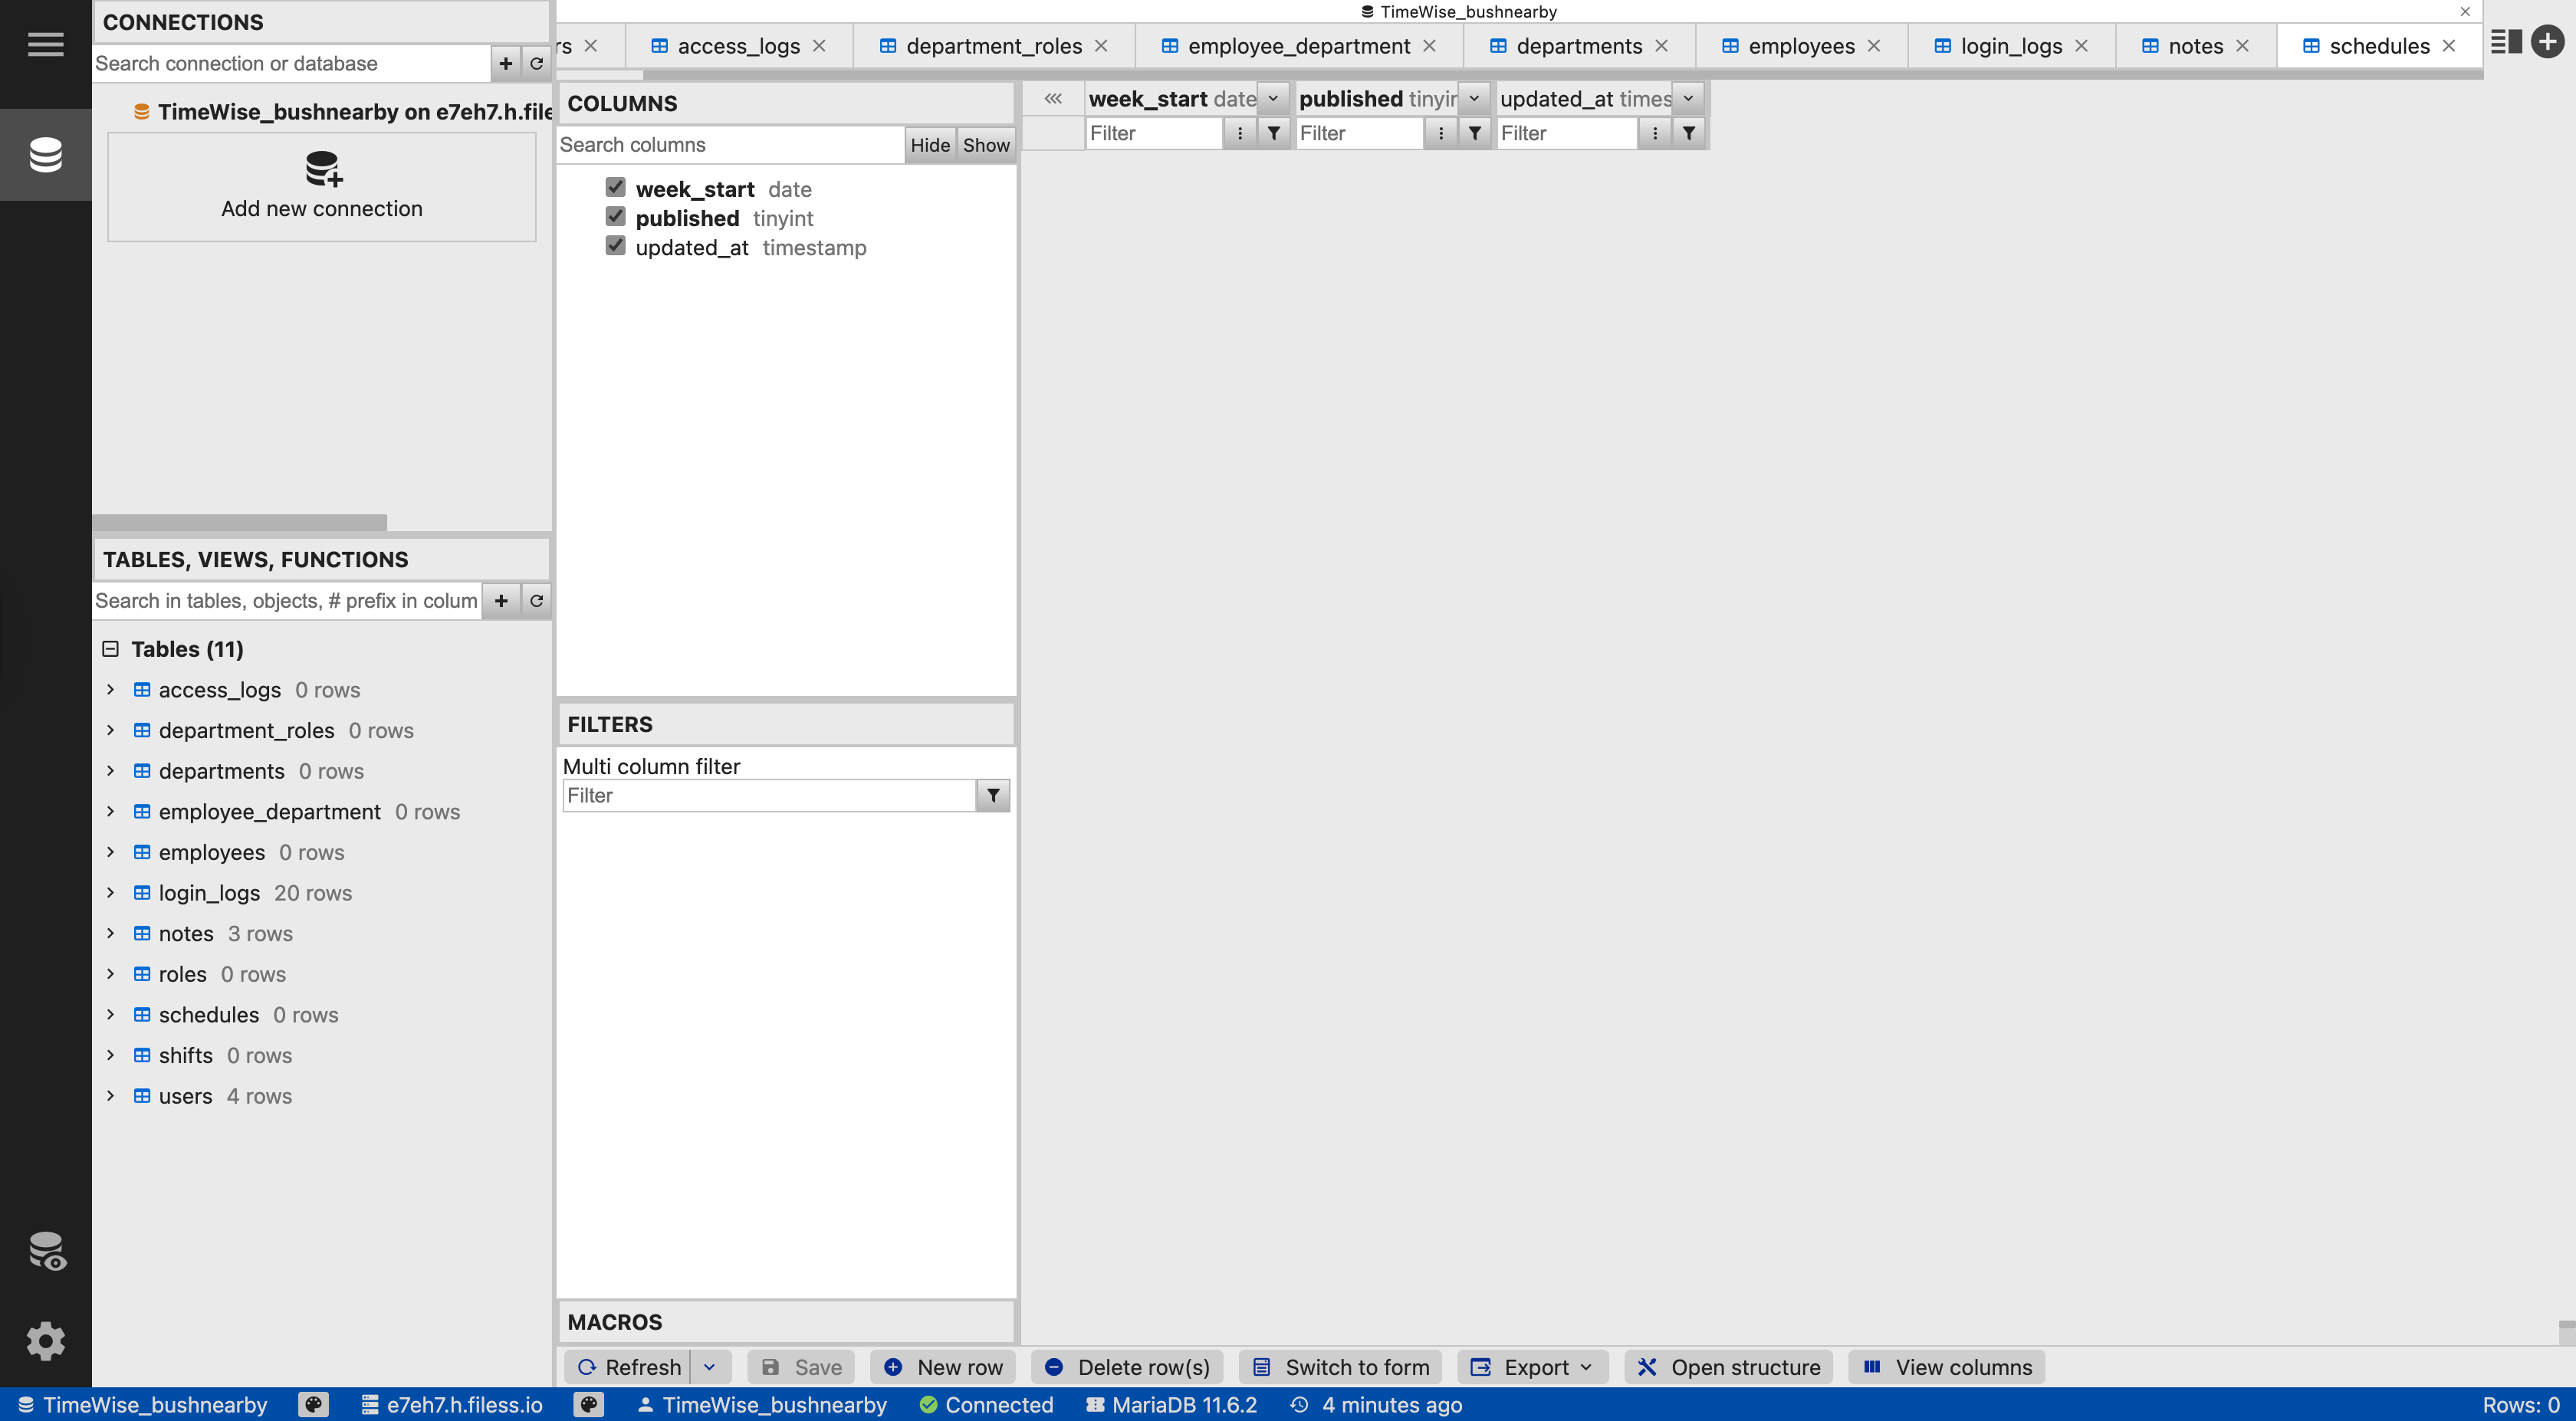 TimeWise_bushnearby
rs access_logs department_roles employee_department departments employees login_logs notes schedules
CONNECTIONS
Search connection or database
TimeWise_bushnearby on e7eh7.h.file
Add new connection
TABLES, VIEWS, FUNCTIONS
Search in tables, objects, # prefix in colum
Tables (11)
access_logs 0 rows
department_roles 0 rows
departments 0 rows
employee_department 0 rows
employees 0 rows
login_logs 20 rows
notes 3 rows
roles 0 rows
schedules 0 rows
shifts 0 rows
users 4 rows
COLUMNS
Search columns Hide Show
week_start date
published tinyint
updated_at timestamp
FILTERS
Multi column filter
Filter
MACROS
week_start date published tinyir updated_at times
Filter Filter Filter
Refresh Save New row Delete row(s) Switch to form Export Open structure View columns
TimeWise_bushnearby e7eh7.h.filess.io TimeWise_bushnearby Connected MariaDB 11.6.2 4 minutes ago Rows: 0